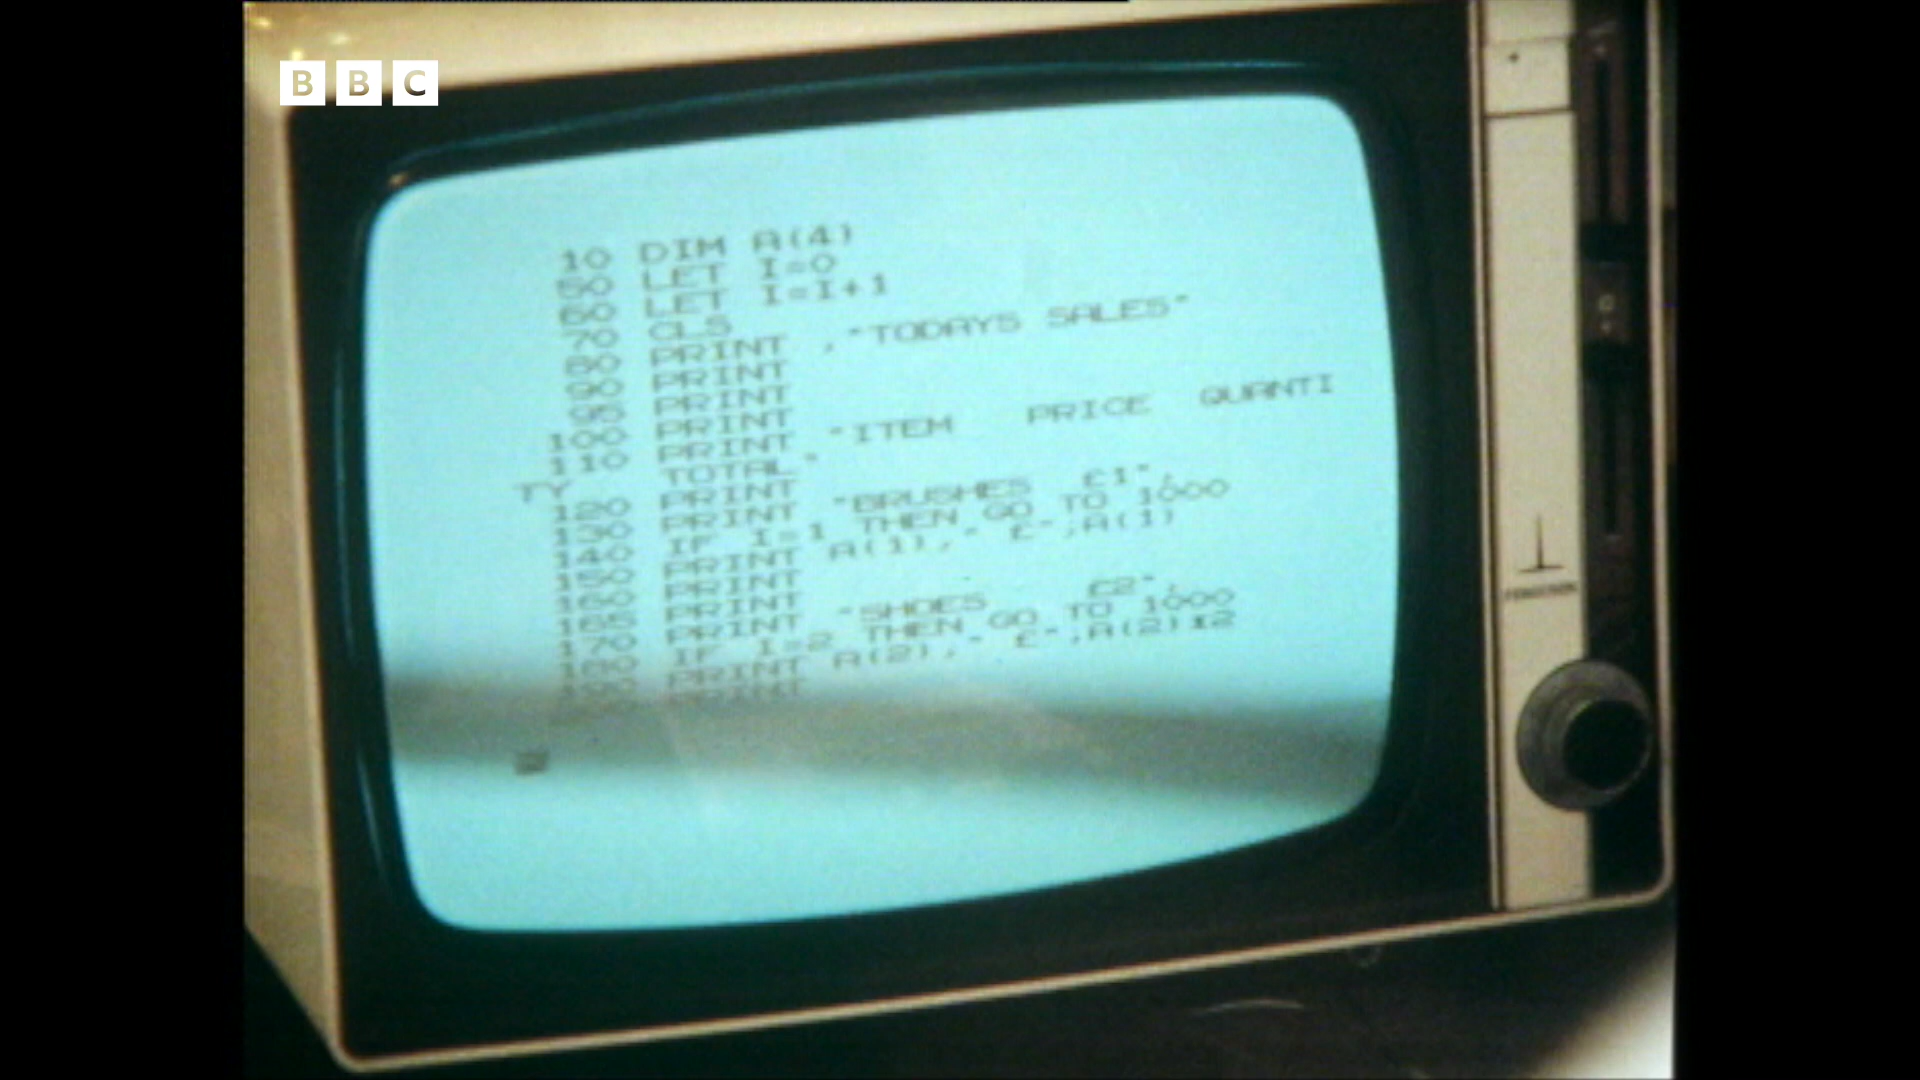 BBC
10 DIM A(4)
50 LET I=0
60 LET I=I+1
70 CLS
80 PRINT ,"TODAYS SALES"
90 PRINT
95 PRINT
100 PRINT
110 PRINT "ITEM PRICE QUANTI
TY TOTAL"
120 PRINT "BRUSHES £1",
130 IF I=1 THEN GO TO 1000
140 PRINT A(1)," £";A(1)
150 PRINT
160 PRINT
165 PRINT "SHOES £2",
170 IF I=2 THEN GO TO 1000
180 PRINT A(2)," £";A(2)*2
190 PRINT
FERGUSON